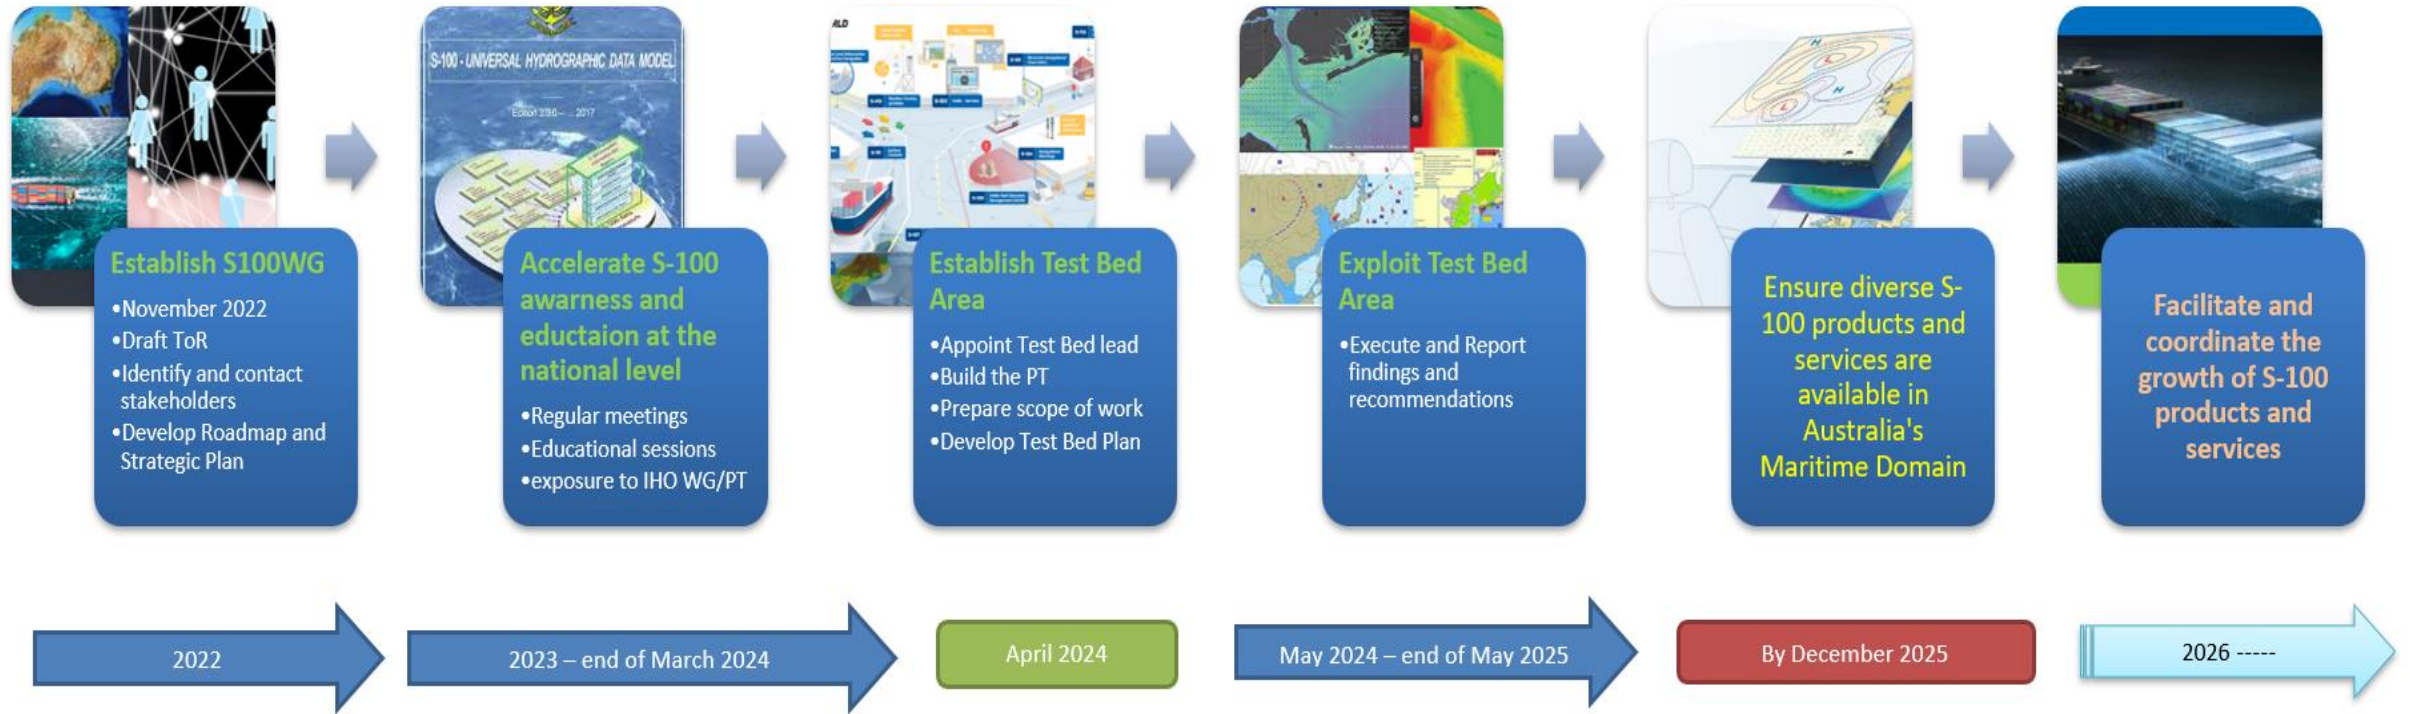 S-100 - UNIVERSAL HYDROGRAPHIC DATA MODEL
Establish S100WG
•November 2022
•Draft ToR
•Identify and contact
stakeholders
•Develop Roadmap and
Strategic Plan
Accelerate S-100
awarness and
eductaion at the
national level
•Regular meetings
•Educational sessions
•exposure to IHO WG/PT
Establish Test Bed
Area
•Appoint Test Bed lead
•Build the PT
•Prepare scope of work
•Develop Test Bed Plan
Exploit Test Bed
Area
•Execute and Report
findings and
recommendations
Ensure diverse S-
100 products and
services are
available in
Australia's
Maritime Domain
Facilitate and
coordinate the
growth of S-100
products and
services
2022
2023 – end of March 2024
April 2024
May 2024 – end of May 2025
By December 2025
2026 -----